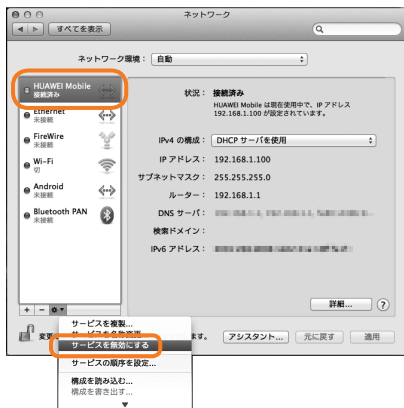 ネットワーク
すべてを表示
ネットワーク環境： 自動
HUAWEI Mobile
接続済み
Ethernet
未接続
FireWire
未接続
Wi-Fi
切
Android
未接続
Bluetooth PAN
未接続
状況： 接続済み
HUAWEI Mobile は現在使用中で、IP アドレス
192.168.1.100 が設定されています。
IPv4 の構成： DHCP サーバを使用
IP アドレス： 192.168.1.100
サブネットマスク： 255.255.255.0
ルーター： 192.168.1.1
DNS サーバ：
検索ドメイン：
IPv6 アドレス：
詳細... ?
+ −
変更 ます。 アシスタント... 元に戻す 適用
サービスを複製...
サービスを無効にする
サービスの順序を設定...
構成を読み込む...
構成を書き出す...